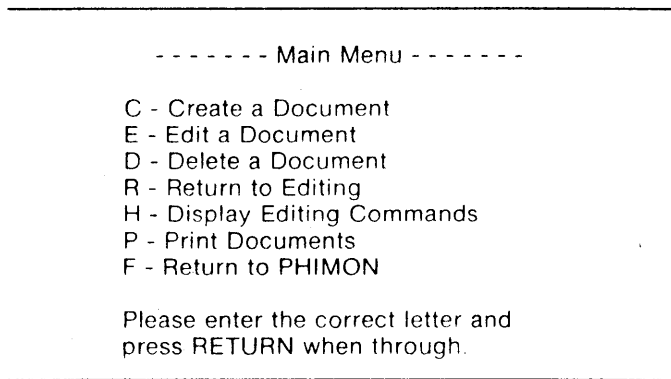 - - - - - - - Main Menu - - - - - - -
C - Create a Document
E - Edit a Document
D - Delete a Document
R - Return to Editing
H - Display Editing Commands
P - Print Documents
F - Return to PHIMON
Please enter the correct letter and
press RETURN when through.